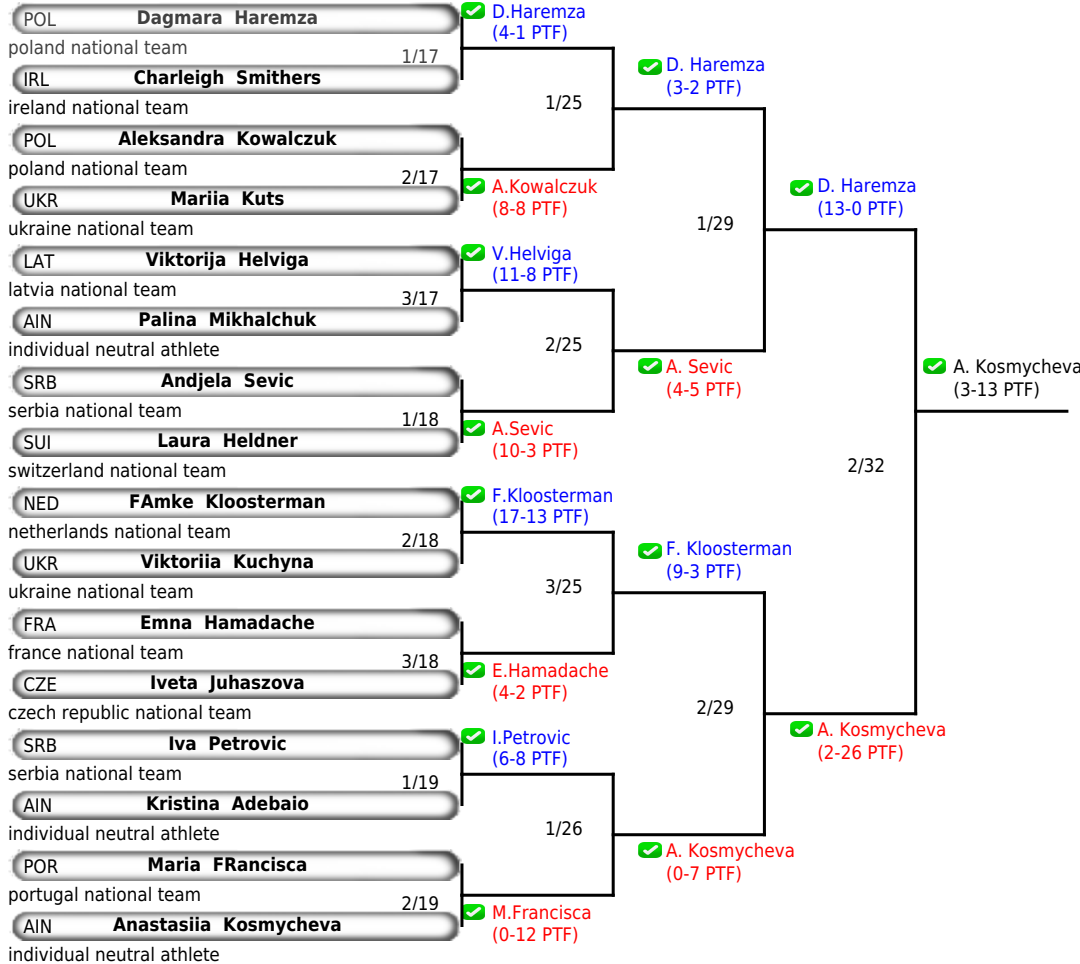 POL Dagmara Haremza
poland national team
1/17
IRL Charleigh Smithers
ireland national team
POL Aleksandra Kowalczuk
poland national team
2/17
UKR Mariia Kuts
ukraine national team
LAT Viktorija Helviga
latvia national team
3/17
AIN Palina Mikhalchuk
individual neutral athlete
SRB Andjela Sevic
serbia national team
1/18
SUI Laura Heldner
switzerland national team
NED FAmke Kloosterman
netherlands national team
2/18
UKR Viktoriia Kuchyna
ukraine national team
FRA Emna Hamadache
france national team
3/18
CZE Iveta Juhaszova
czech republic national team
SRB Iva Petrovic
serbia national team
1/19
AIN Kristina Adebaio
individual neutral athlete
POR Maria FRancisca
portugal national team
2/19
AIN Anastasiia Kosmycheva
individual neutral athlete
D.Haremza
(4-1 PTF)
1/25
A.Kowalczuk
(8-8 PTF)
V.Helviga
(11-8 PTF)
2/25
A.Sevic
(10-3 PTF)
F.Kloosterman
(17-13 PTF)
3/25
E.Hamadache
(4-2 PTF)
I.Petrovic
(6-8 PTF)
1/26
M.Francisca
(0-12 PTF)
D. Haremza
(3-2 PTF)
1/29
A. Sevic
(4-5 PTF)
F. Kloosterman
(9-3 PTF)
2/29
A. Kosmycheva
(0-7 PTF)
D. Haremza
(13-0 PTF)
2/32
A. Kosmycheva
(2-26 PTF)
A. Kosmycheva
(3-13 PTF)